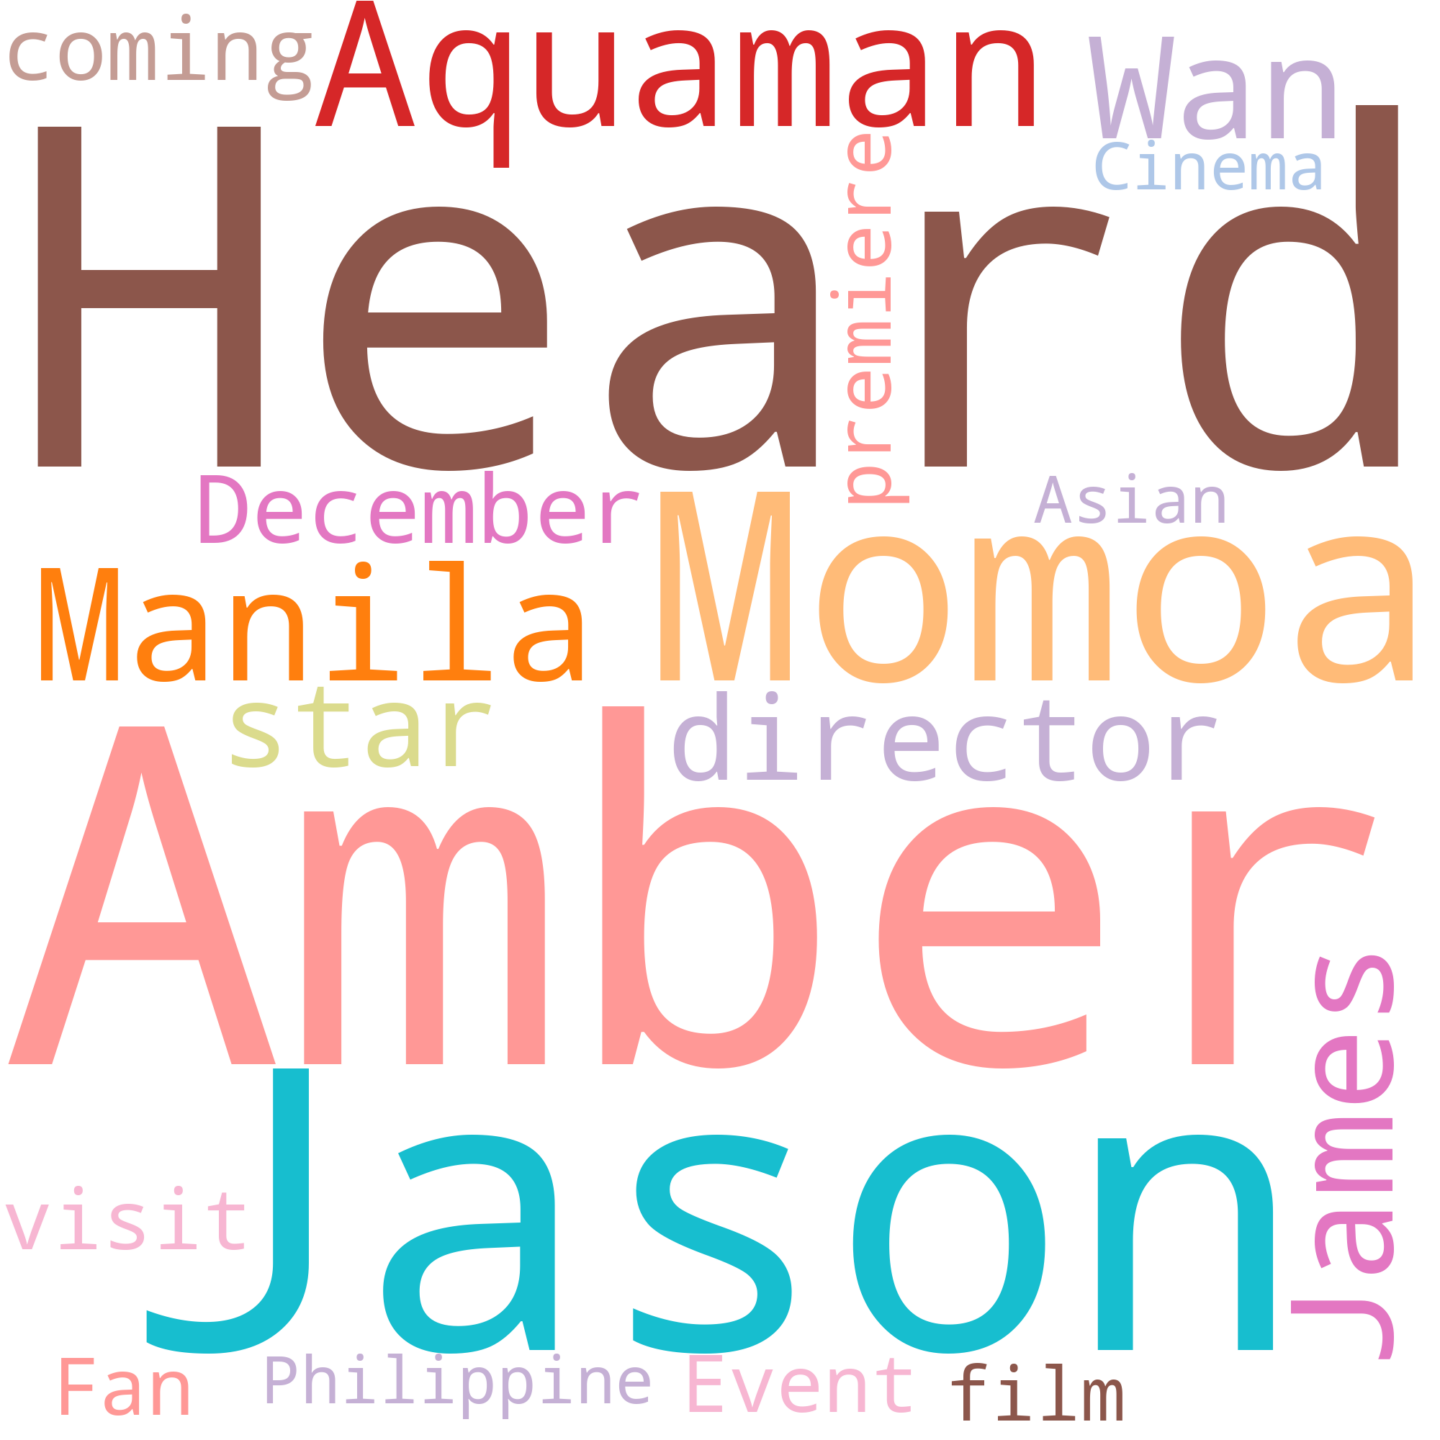 coming
Aquaman
Wan
Cinema
Heard
premiere
December
Asian
Momoa
Manila
star
director
Amber
James
Jason
visit
Fan
Philippine
Event
film